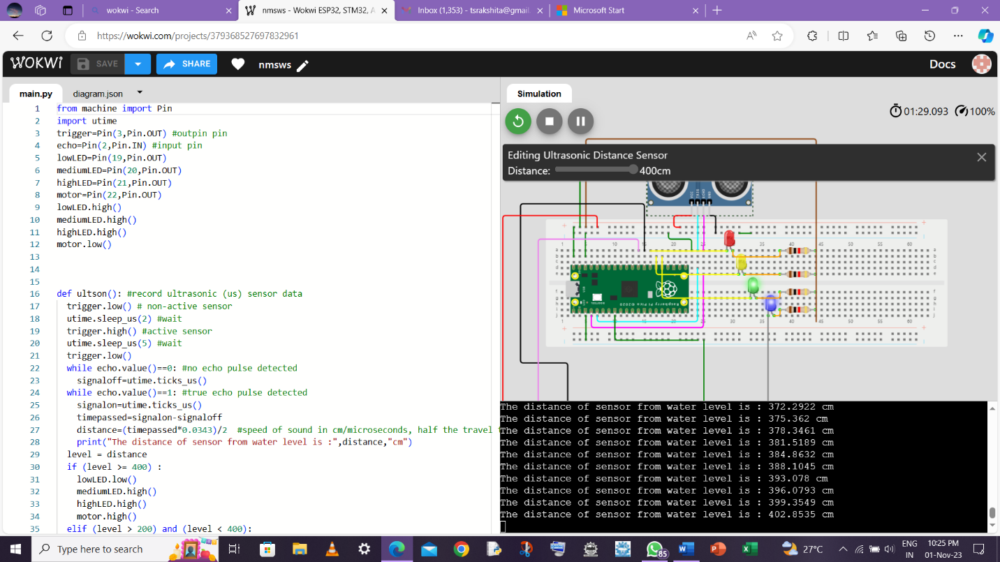 wokwi - Search
nmsws - Wokwi ESP32, STM32, A
Inbox (1,353) - tsrakshita@gmail
Microsoft Start
https://wokwi.com/projects/379368527697832961
WOKWI
SAVE
SHARE
nmsws
Docs
main.py
diagram.json
1 from machine import Pin
2 import utime
3 trigger=Pin(3,Pin.OUT) #outpin pin
4 echo=Pin(2,Pin.IN) #input pin
5 lowLED=Pin(19,Pin.OUT)
6 mediumLED=Pin(20,Pin.OUT)
7 highLED=Pin(21,Pin.OUT)
8 motor=Pin(22,Pin.OUT)
9 lowLED.high()
10 mediumLED.high()
11 highLED.high()
12 motor.low()
13
14
15
16 def ultson(): #record ultrasonic (us) sensor data
17 trigger.low() # non-active sensor
18 utime.sleep_us(2) #wait
19 trigger.high() #active sensor
20 utime.sleep_us(5) #wait
21 trigger.low()
22 while echo.value()==0: #no echo pulse detected
23 signaloff=utime.ticks_us()
24 while echo.value()==1: #true echo pulse detected
25 signalon=utime.ticks_us()
26 timepassed=signalon-signaloff
27 distance=(timepassed*0.0343)/2 #speed of sound in cm/microseconds, half the travel
28 print("The distance of sensor from water level is :",distance,"cm")
29 level = distance
30 if (level >= 400) :
31 lowLED.low()
32 mediumLED.high()
33 highLED.high()
34 motor.high()
35 elif (level > 200) and (level < 400):
Simulation
01:29.093
100%
Editing Ultrasonic Distance Sensor
Distance: 400cm
The distance of sensor from water level is : 372.2922 cm
The distance of sensor from water level is : 375.362 cm
The distance of sensor from water level is : 378.3461 cm
The distance of sensor from water level is : 381.5189 cm
The distance of sensor from water level is : 384.8632 cm
The distance of sensor from water level is : 388.1045 cm
The distance of sensor from water level is : 393.078 cm
The distance of sensor from water level is : 396.0793 cm
The distance of sensor from water level is : 399.3549 cm
The distance of sensor from water level is : 402.8535 cm
Type here to search
85
27°C
ENG
IN
10:25 PM
01-Nov-23